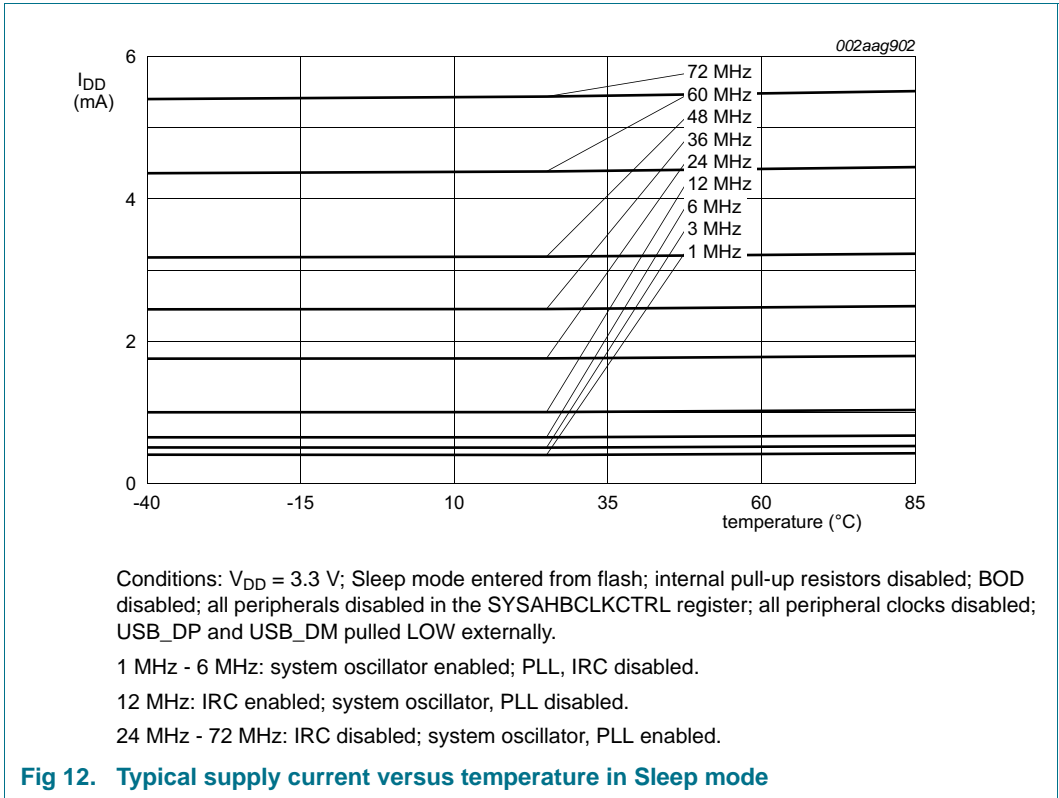 002aag902
6
I_DD
(mA)
72 MHz
60 MHz
48 MHz
36 MHz
24 MHz
12 MHz
6 MHz
3 MHz
1 MHz
4
2
0
-40 -15 10 35 60 85
temperature (°C)
Conditions: V_DD = 3.3 V; Sleep mode entered from flash; internal pull-up resistors disabled; BOD
disabled; all peripherals disabled in the SYSAHBCLKCTRL register; all peripheral clocks disabled;
USB_DP and USB_DM pulled LOW externally.
1 MHz - 6 MHz: system oscillator enabled; PLL, IRC disabled.
12 MHz: IRC enabled; system oscillator, PLL disabled.
24 MHz - 72 MHz: IRC disabled; system oscillator, PLL enabled.
Fig 12. Typical supply current versus temperature in Sleep mode